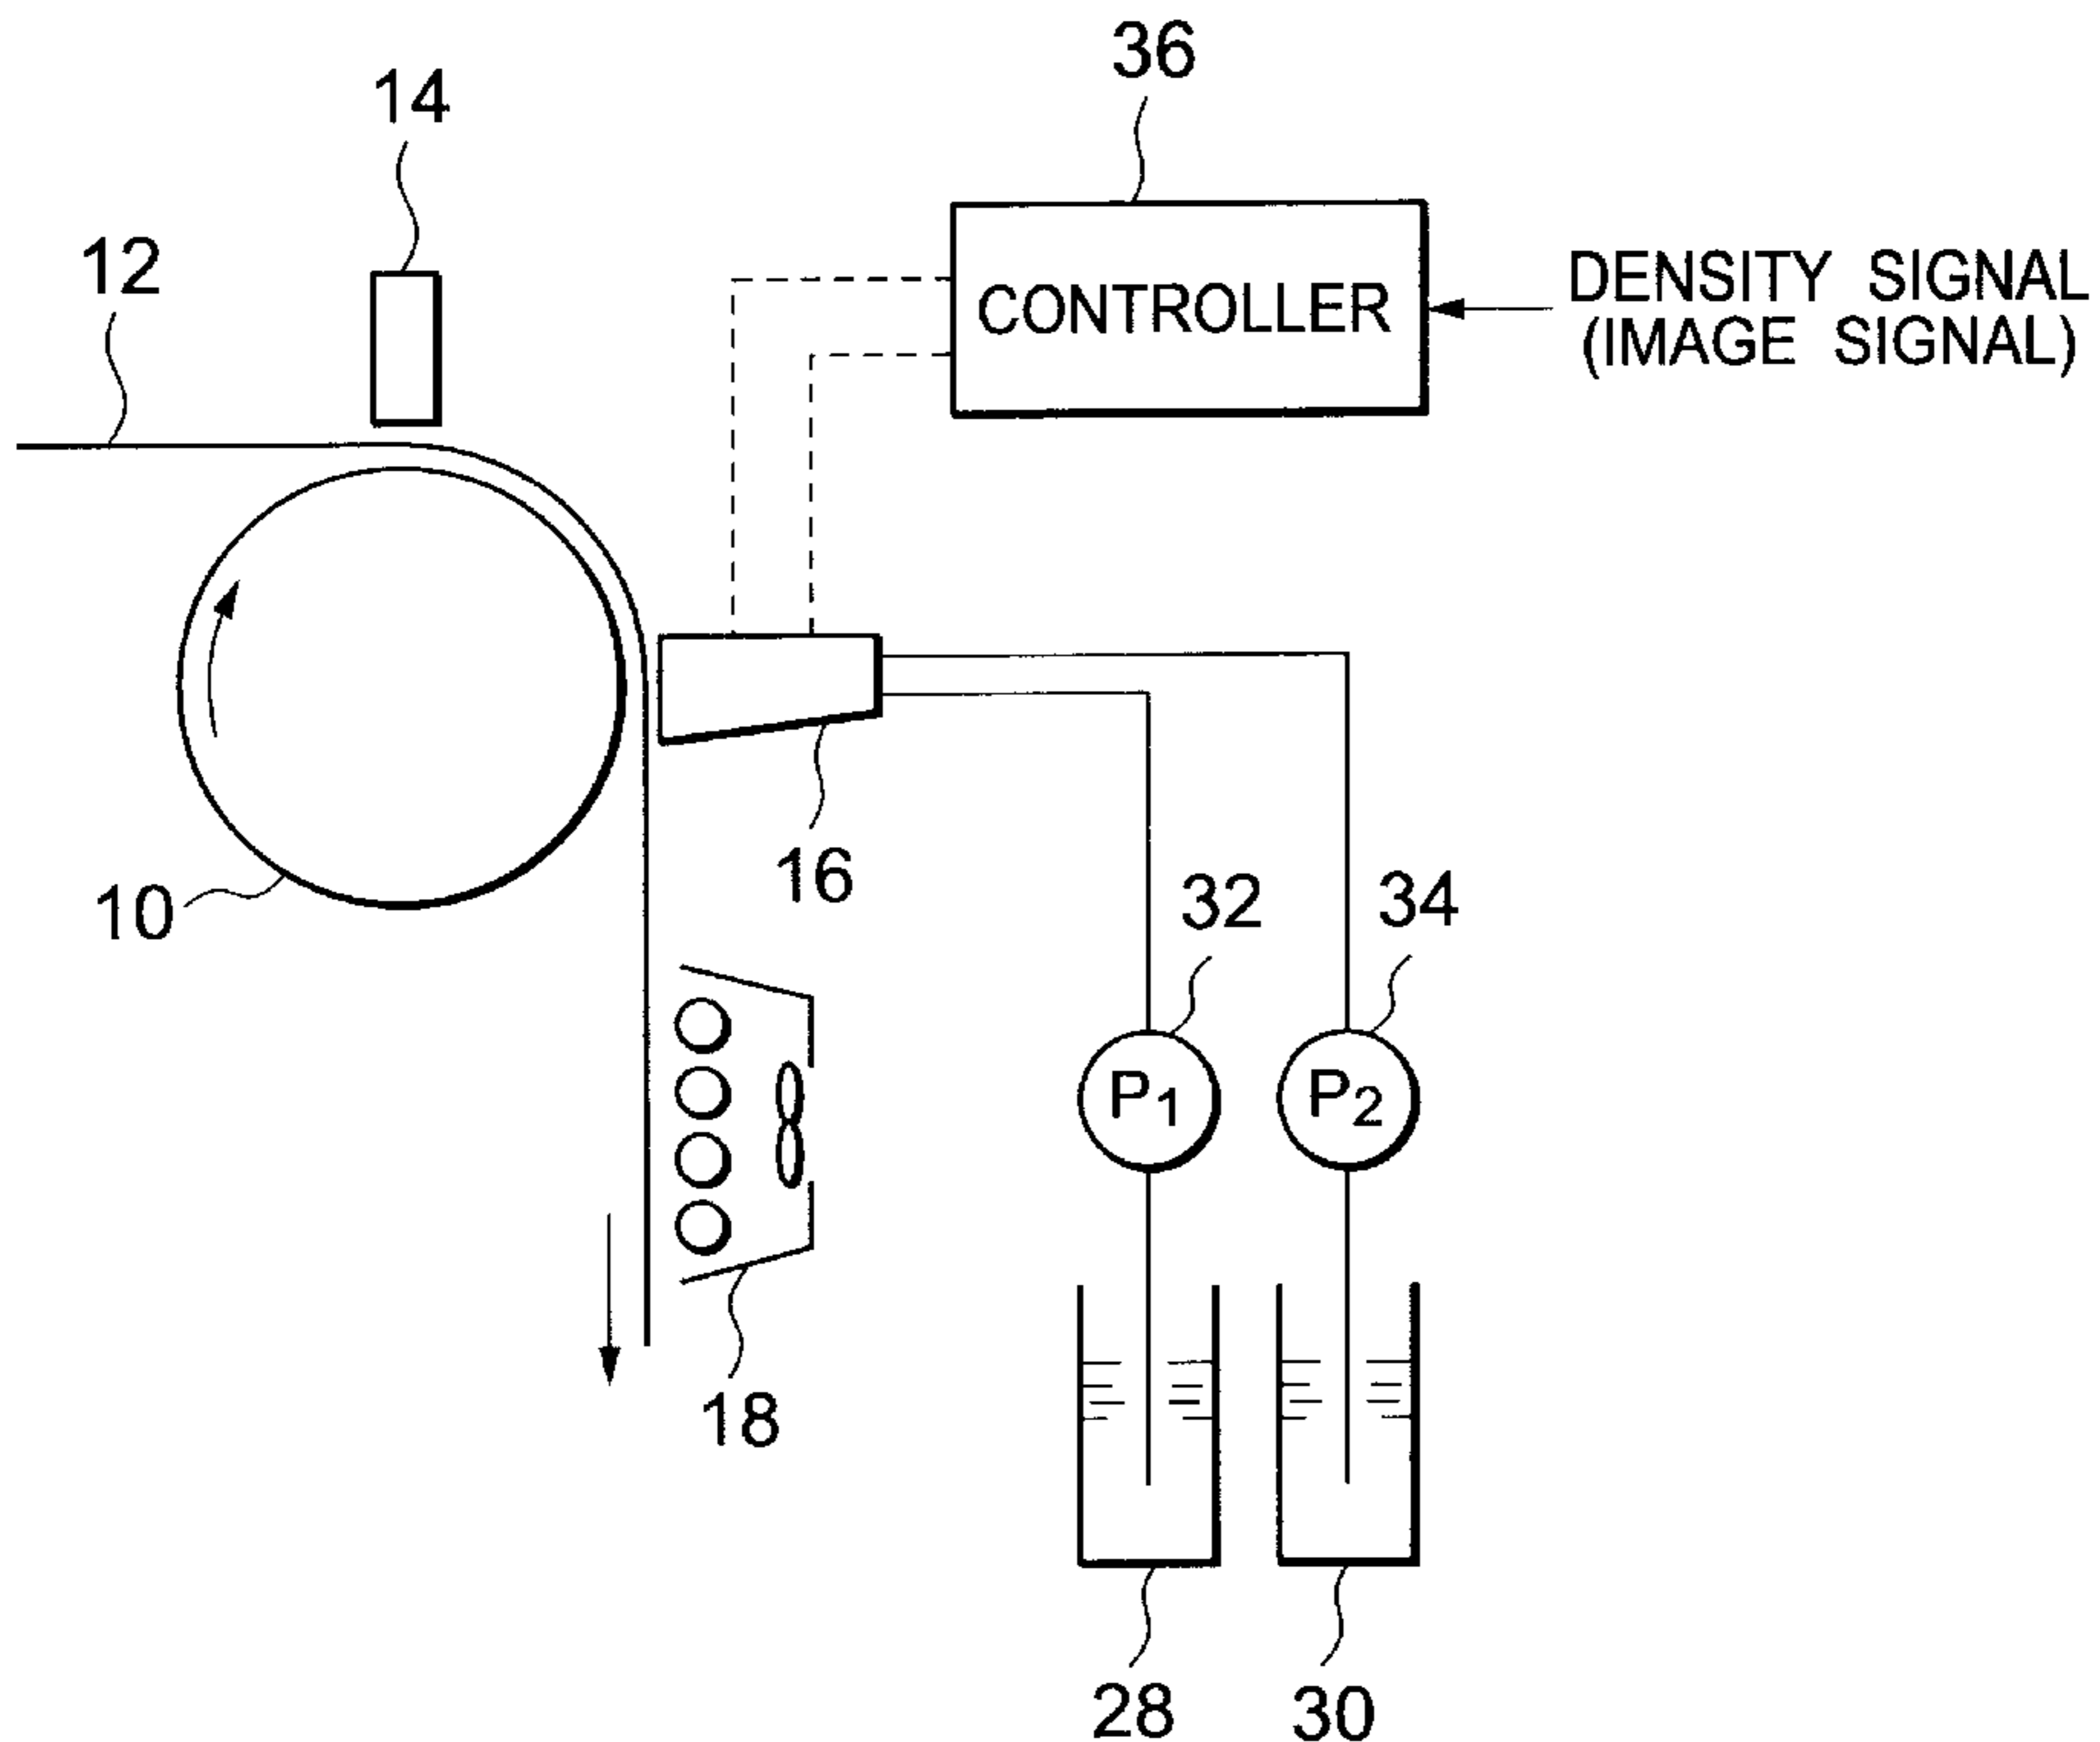 36
14
12
CONTROLLER
DENSITY SIGNAL
(IMAGE SIGNAL)
16
10
32
34
P1
P2
18
28
30